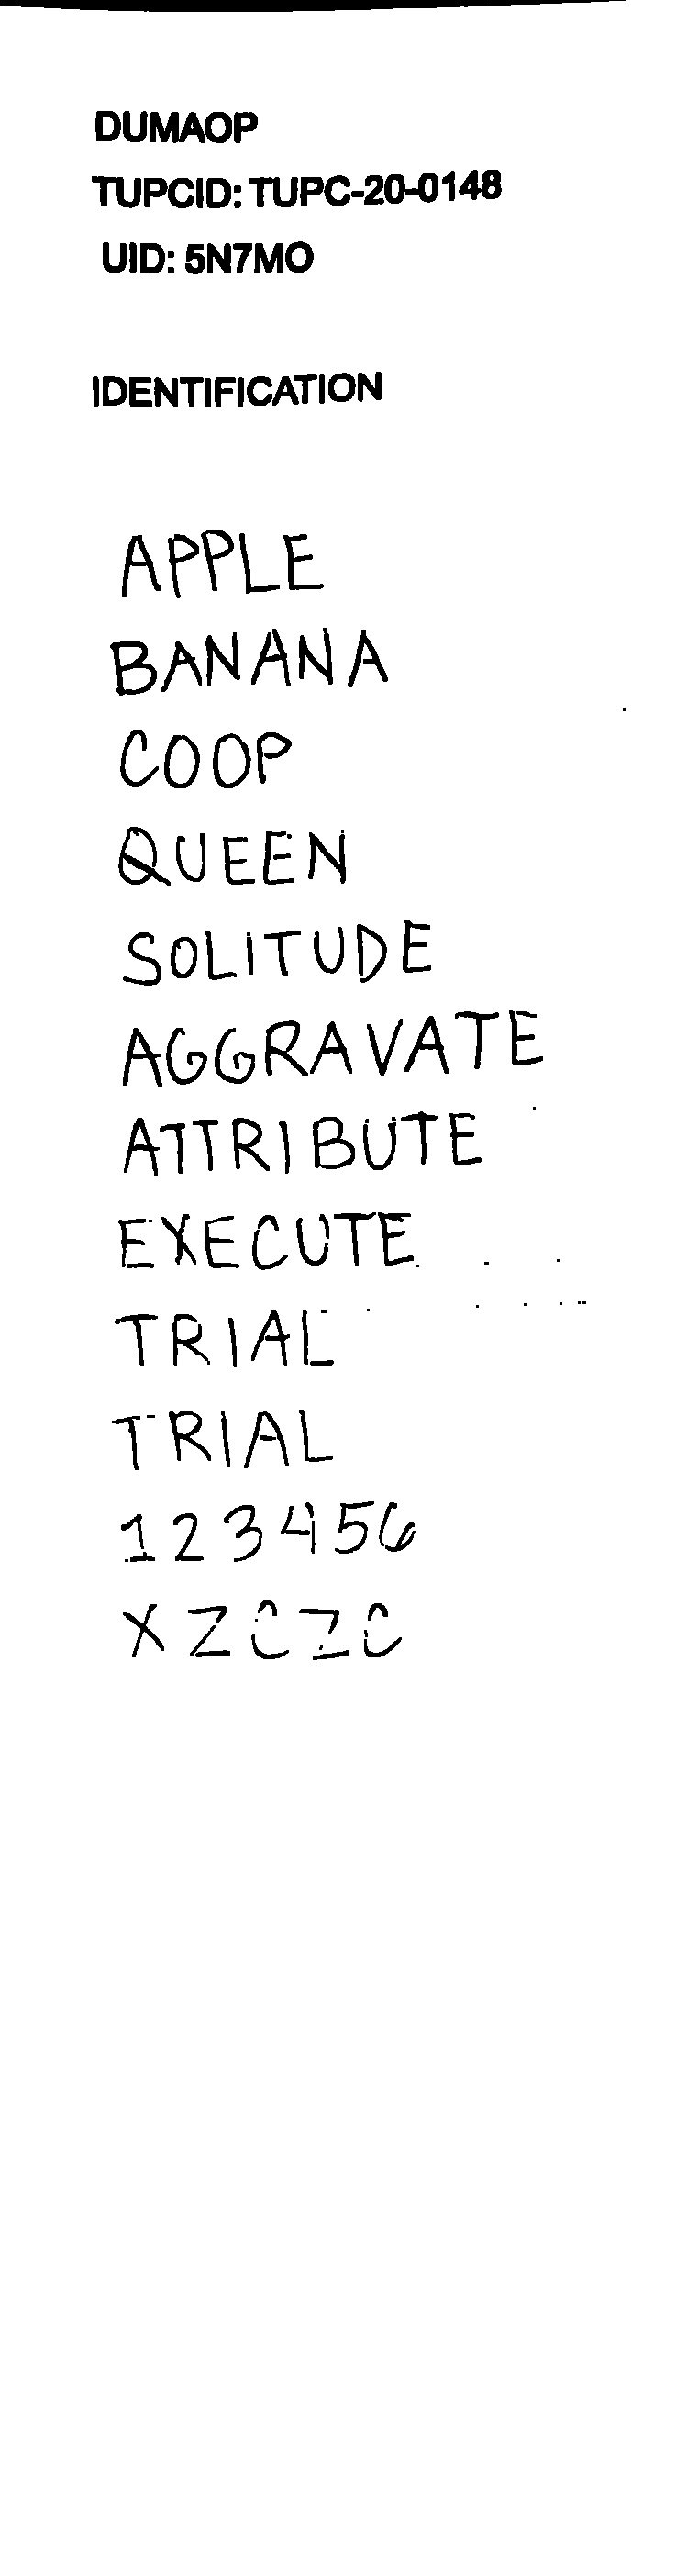 DUMAOP
TUPCID: TUPC-20-0148
UID: 5N7MO
IDENTIFICATION
APPLE
BANANA
COOP
QUEEN
SOLITUDE
AGGRAVATE
ATTRIBUTE
EXECUTE
TRIAL
TRIAL
123456
XZCZC